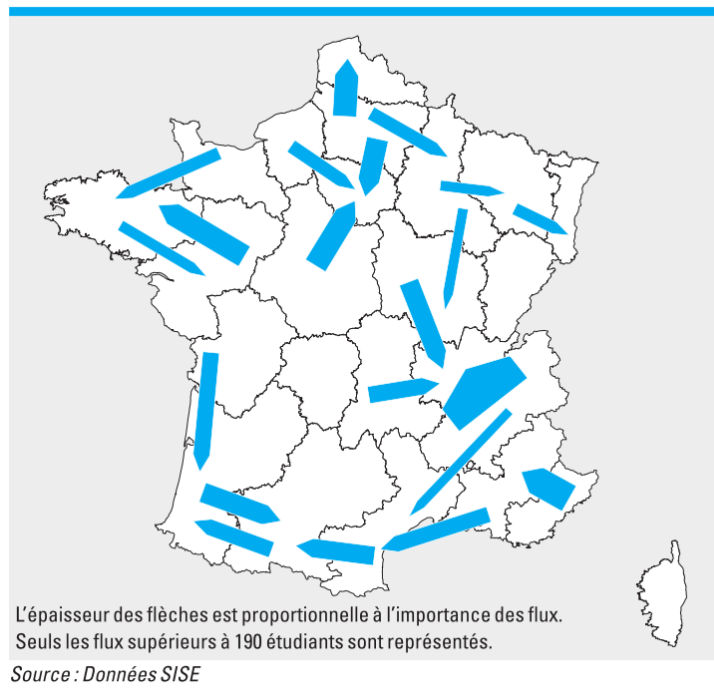 L'épaisseur des flèches est proportionnelle à l'importance des flux.
Seuls les flux supérieurs à 190 étudiants sont représentés.
Source : Données SISE